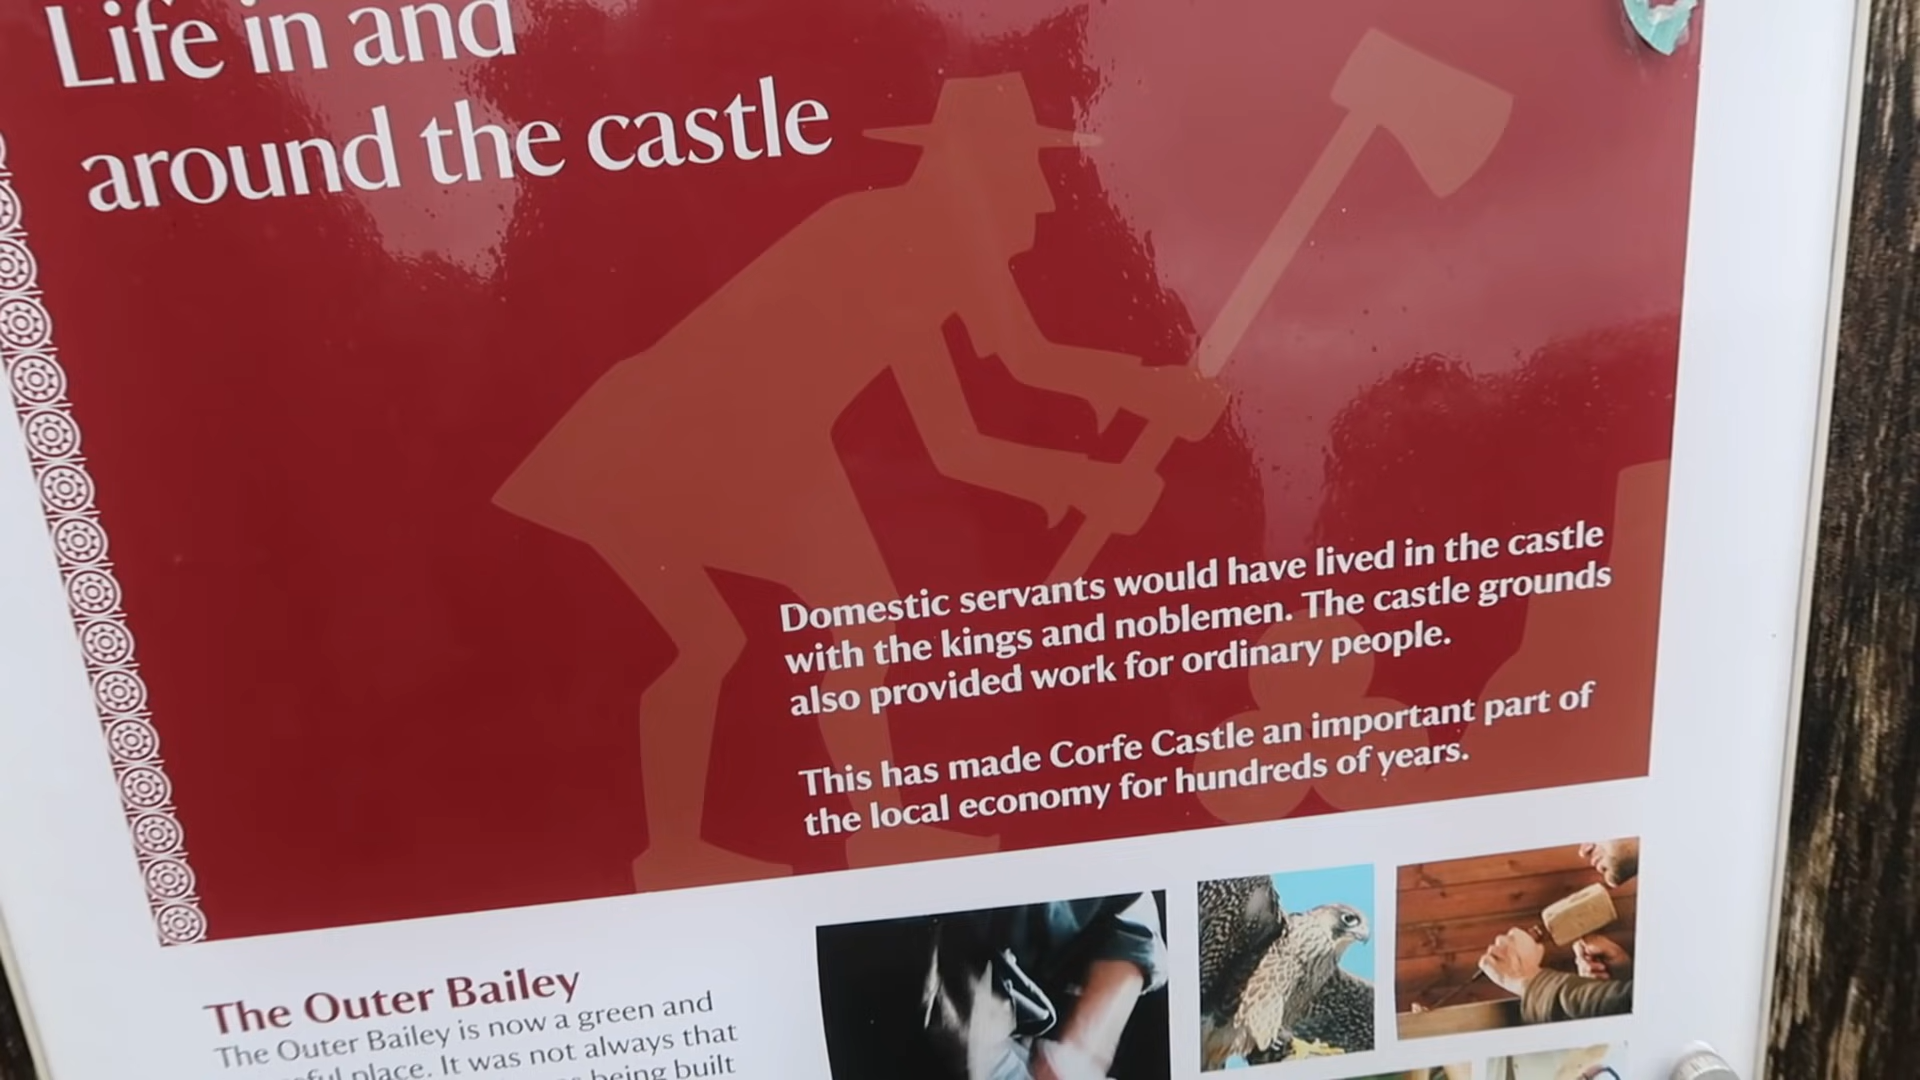 Life in and
around the castle
Domestic servants would have lived in the castle
with the kings and noblemen. The castle grounds
also provided work for ordinary people.
This has made Corfe Castle an important part of
the local economy for hundreds of years.
The Outer Bailey
The Outer Bailey is now a green and
place. It was not always that
being built